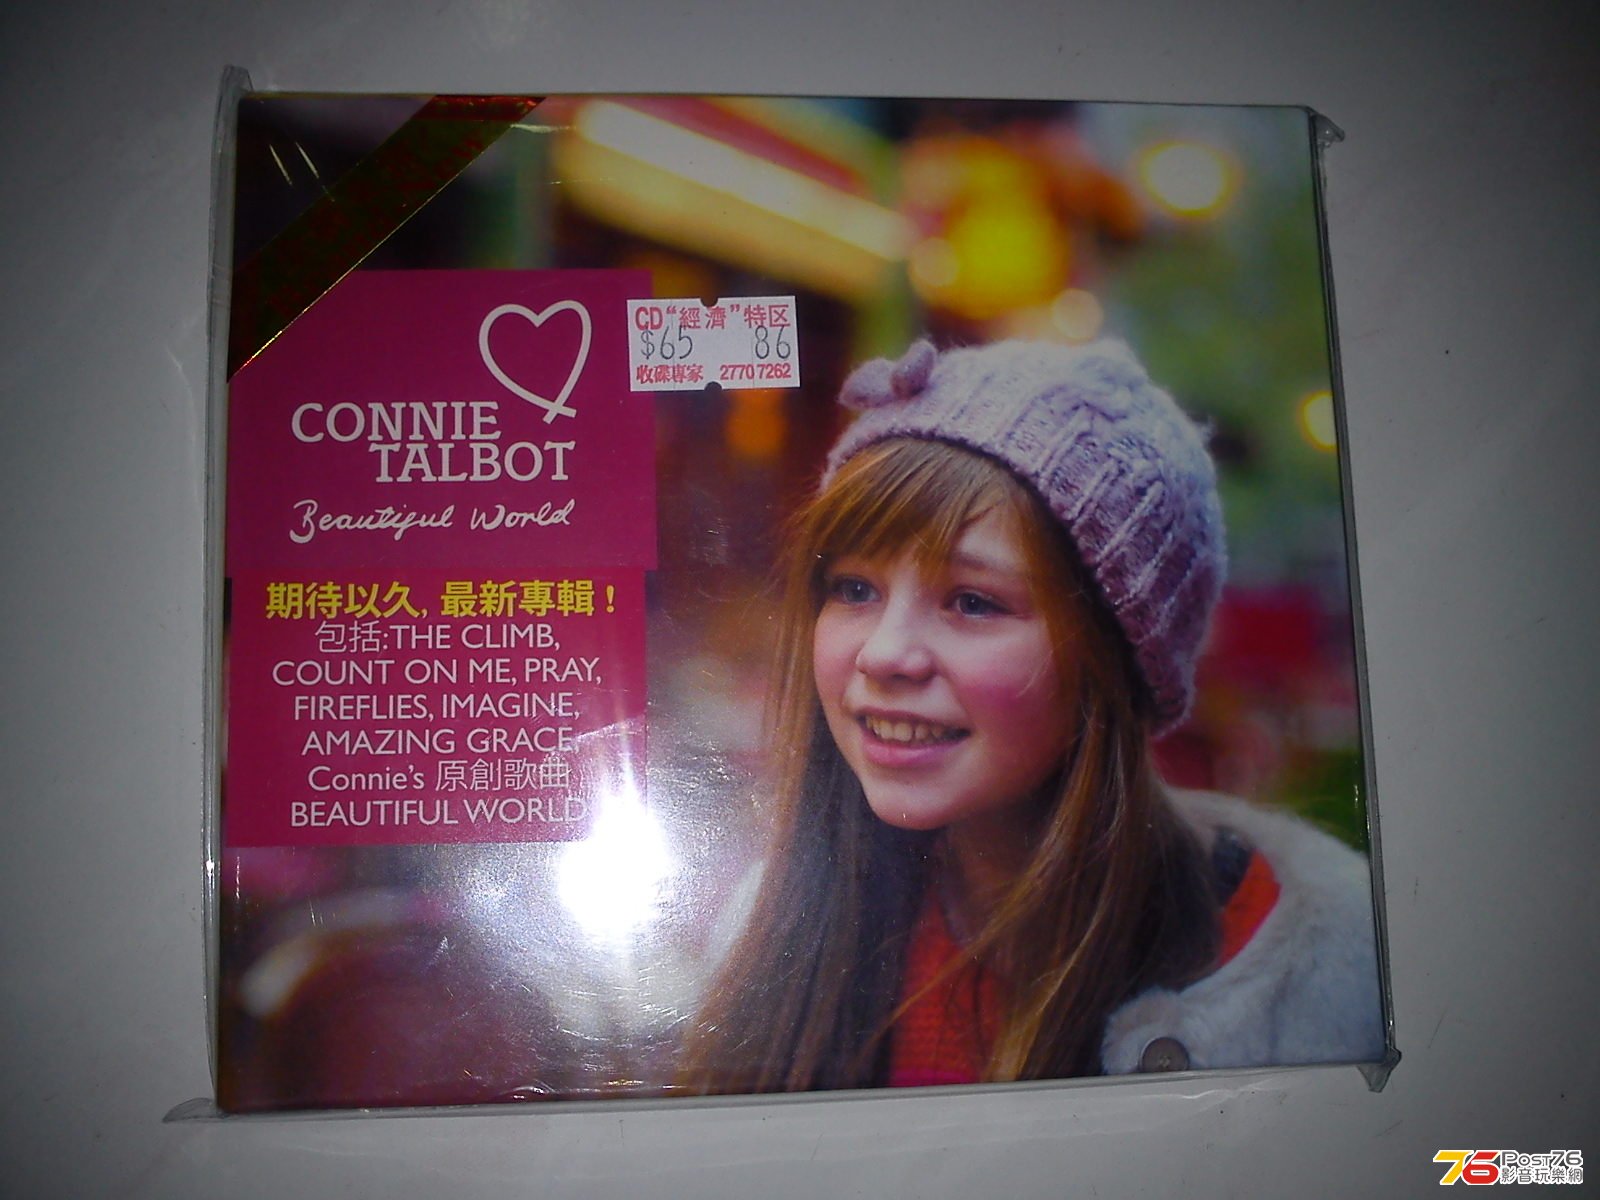 CONNIE
TALBOT
Beautiful World
期待以久, 最新專輯!
包括:THE CLIMB,
COUNT ON ME, PRAY,
FIREFLIES, IMAGINE,
AMAZING GRACE,
Connie's 原創歌曲
BEAUTIFUL WORLD
CD“經濟”特区
$65 86
收碟專家 2770 7262
76 Post76
影音玩樂網